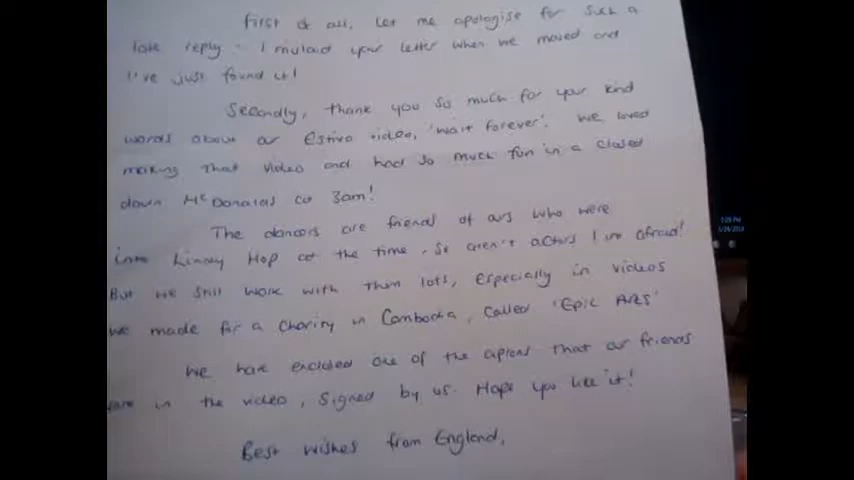 First of all, let me apologise for such a
late reply - I mislaid your letter when we moved and
I've just found it!
Secondly, thank you so much for your kind
words about our Estiva video, 'Wait forever'. We loved
making that video and had so much fun in a closed
down McDonalds at 3am!
The dancers are friends of ours who were
into Lindy Hop at the time, so aren't actors I'm afraid!
But we still work with them lots, especially in videos
we made for a charity in Cambodia, called 'Epic Arts'
We have enclosed one of the aprons that our friends
in the video, signed by us. Hope you like it!
Best wishes from England,